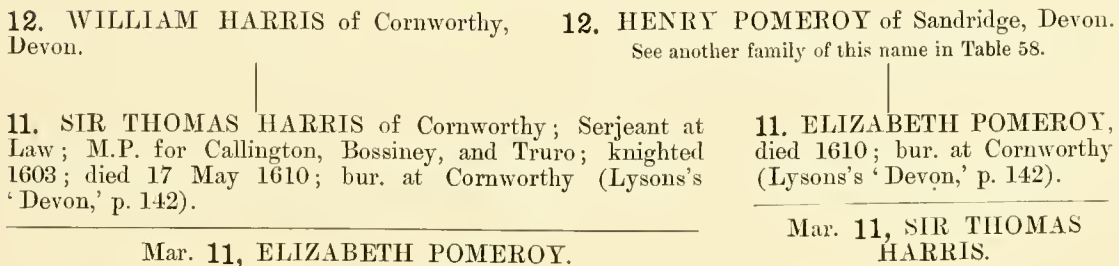 12. WILLIAM HARRIS of Cornworthy,
Devon.
12. HENRY POMEROY of Sandridge, Devon.
See another family of this name in Table 58.
11. SIR THOMAS HARRIS of Cornworthy; Serjeant at
Law; M.P. for Callington, Bossiney, and Truro; knighted
1603; died 17 May 1610; bur. at Cornworthy (Lysons's
‘Devon,’ p. 142).
Mar. 11, ELIZABETH POMEROY.
11. ELIZABETH POMEROY,
died 1610; bur. at Cornworthy
(Lysons's ‘Devon,’ p. 142).
Mar. 11, SIR THOMAS
HARRIS.